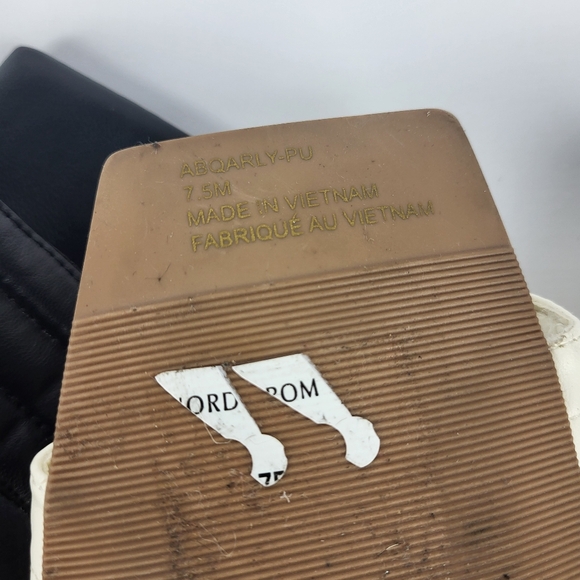 ABQARLY-PU
7.5M
MADE IN VIETNAM
FABRIQUÉ AU VIETNAM
ORD ROM